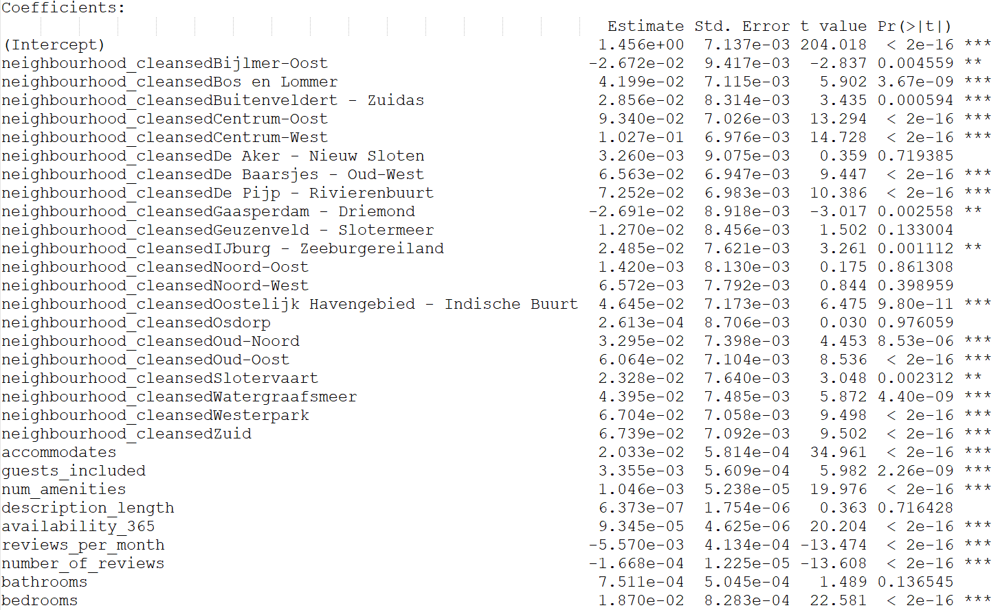 Coefficients:
Estimate Std. Error t value Pr(>|t|)
(Intercept) 1.456e+00 7.137e-03 204.018 < 2e-16 ***
neighbourhood_cleansedBijlmer-Oost -2.672e-02 9.417e-03 -2.837 0.004559 **
neighbourhood_cleansedBos en Lommer 4.199e-02 7.115e-03 5.902 3.67e-09 ***
neighbourhood_cleansedBuitenveldert - Zuidas 2.856e-02 8.314e-03 3.435 0.000594 ***
neighbourhood_cleansedCentrum-Oost 9.340e-02 7.026e-03 13.294 < 2e-16 ***
neighbourhood_cleansedCentrum-West 1.027e-01 6.976e-03 14.728 < 2e-16 ***
neighbourhood_cleansedDe Aker - Nieuw Sloten 3.260e-03 9.075e-03 0.359 0.719385
neighbourhood_cleansedDe Baarsjes - Oud-West 6.563e-02 6.947e-03 9.447 < 2e-16 ***
neighbourhood_cleansedDe Pijp - Rivierenbuurt 7.252e-02 6.983e-03 10.386 < 2e-16 ***
neighbourhood_cleansedGaasperdam - Driemond -2.691e-02 8.918e-03 -3.017 0.002558 **
neighbourhood_cleansedGeuzenveld - Slotermeer 1.270e-02 8.456e-03 1.502 0.133004
neighbourhood_cleansedIJburg - Zeeburgereiland 2.485e-02 7.621e-03 3.261 0.001112 **
neighbourhood_cleansedNoord-Oost 1.420e-03 8.130e-03 0.175 0.861308
neighbourhood_cleansedNoord-West 6.572e-03 7.792e-03 0.844 0.398959
neighbourhood_cleansedOostelijk Havengebied - Indische Buurt 4.645e-02 7.173e-03 6.475 9.80e-11 ***
neighbourhood_cleansedOsdorp 2.613e-04 8.706e-03 0.030 0.976059
neighbourhood_cleansedOud-Noord 3.295e-02 7.398e-03 4.453 8.53e-06 ***
neighbourhood_cleansedOud-Oost 6.064e-02 7.104e-03 8.536 < 2e-16 ***
neighbourhood_cleansedSlotervaart 2.328e-02 7.640e-03 3.048 0.002312 **
neighbourhood_cleansedWatergraafsmeer 4.395e-02 7.485e-03 5.872 4.40e-09 ***
neighbourhood_cleansedWesterpark 6.704e-02 7.058e-03 9.498 < 2e-16 ***
neighbourhood_cleansedZuid 6.739e-02 7.092e-03 9.502 < 2e-16 ***
accommodates 2.033e-02 5.814e-04 34.961 < 2e-16 ***
guests_included 3.355e-03 5.609e-04 5.982 2.26e-09 ***
num_amenities 1.046e-03 5.238e-05 19.976 < 2e-16 ***
description_length 6.373e-07 1.754e-06 0.363 0.716428
availability_365 9.345e-05 4.625e-06 20.204 < 2e-16 ***
reviews_per_month -5.570e-03 4.134e-04 -13.474 < 2e-16 ***
number_of_reviews -1.668e-04 1.225e-05 -13.608 < 2e-16 ***
bathrooms 7.511e-04 5.045e-04 1.489 0.136545
bedrooms 1.870e-02 8.283e-04 22.581 < 2e-16 ***